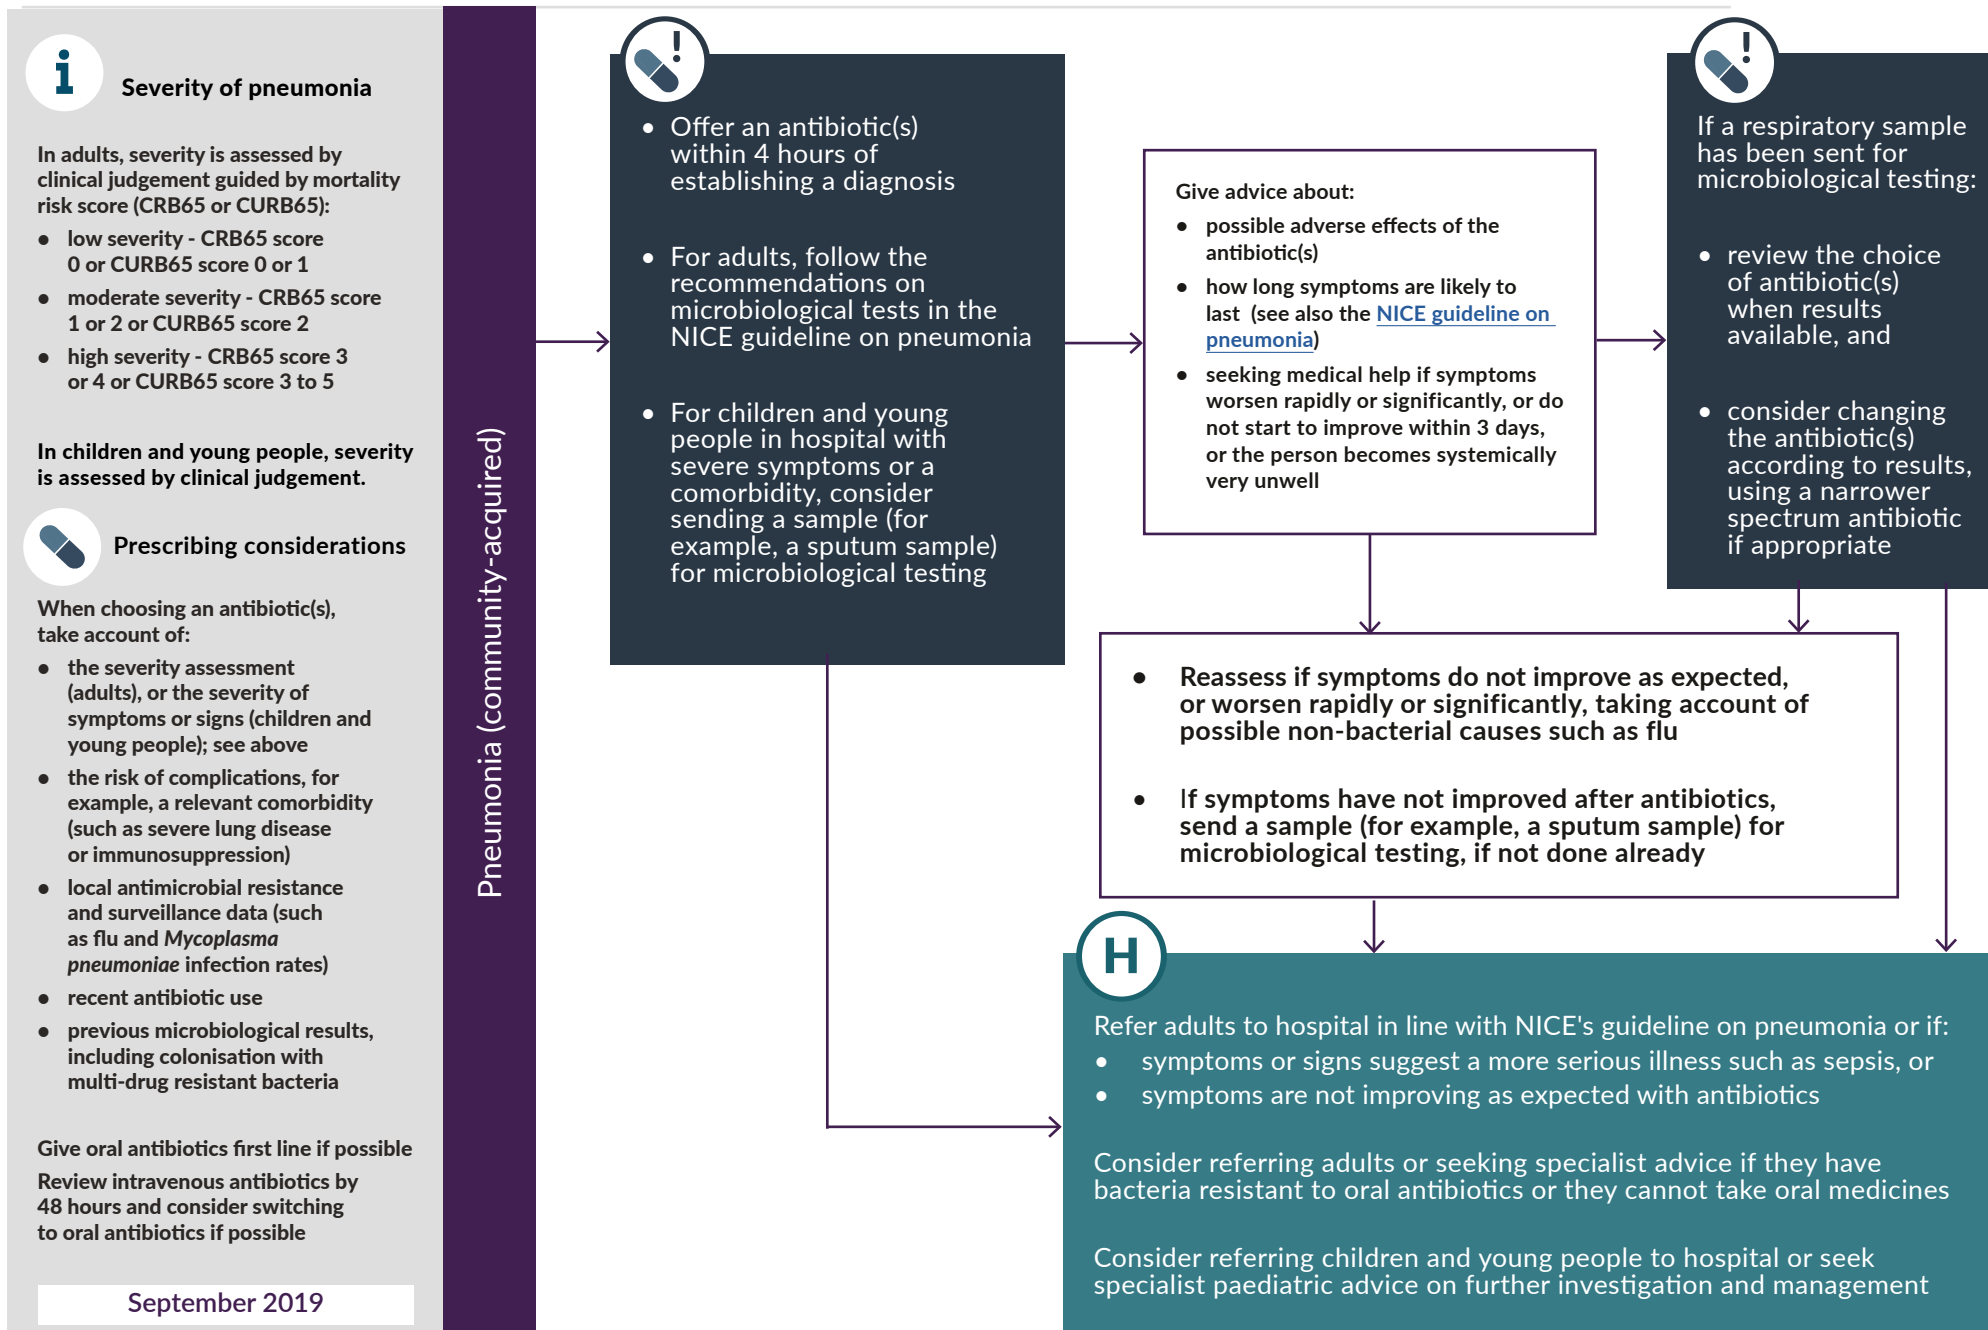 i
Severity of pneumonia
In adults, severity is assessed by
clinical judgement guided by mortality
risk score (CRB65 or CURB65):
● low severity - CRB65 score
0 or CURB65 score 0 or 1
● moderate severity - CRB65 score
1 or 2 or CURB65 score 2
● high severity - CRB65 score 3
or 4 or CURB65 score 3 to 5
In children and young people, severity
is assessed by clinical judgement.
Prescribing considerations
When choosing an antibiotic(s),
take account of:
● the severity assessment
(adults), or the severity of
symptoms or signs (children and
young people); see above
● the risk of complications, for
example, a relevant comorbidity
(such as severe lung disease
or immunosuppression)
● local antimicrobial resistance
and surveillance data (such
as flu and Mycoplasma
pneumoniae infection rates)
● recent antibiotic use
● previous microbiological results,
including colonisation with
multi-drug resistant bacteria
Give oral antibiotics first line if possible
Review intravenous antibiotics by
48 hours and consider switching
to oral antibiotics if possible
September 2019
Pneumonia (community-acquired)
!
• Offer an antibiotic(s)
within 4 hours of
establishing a diagnosis
• For adults, follow the
recommendations on
microbiological tests in the
NICE guideline on pneumonia
• For children and young
people in hospital with
severe symptoms or a
comorbidity, consider
sending a sample (for
example, a sputum sample)
for microbiological testing
Give advice about:
● possible adverse effects of the
antibiotic(s)
● how long symptoms are likely to
last (see also the NICE guideline on
pneumonia)
● seeking medical help if symptoms
worsen rapidly or significantly, or do
not start to improve within 3 days,
or the person becomes systemically
very unwell
!
If a respiratory sample
has been sent for
microbiological testing:
• review the choice
of antibiotic(s)
when results
available, and
• consider changing
the antibiotic(s)
according to results,
using a narrower
spectrum antibiotic
if appropriate
● Reassess if symptoms do not improve as expected,
or worsen rapidly or significantly, taking account of
possible non-bacterial causes such as flu
● If symptoms have not improved after antibiotics,
send a sample (for example, a sputum sample) for
microbiological testing, if not done already
H
Refer adults to hospital in line with NICE's guideline on pneumonia or if:
• symptoms or signs suggest a more serious illness such as sepsis, or
• symptoms are not improving as expected with antibiotics
Consider referring adults or seeking specialist advice if they have
bacteria resistant to oral antibiotics or they cannot take oral medicines
Consider referring children and young people to hospital or seek
specialist paediatric advice on further investigation and management